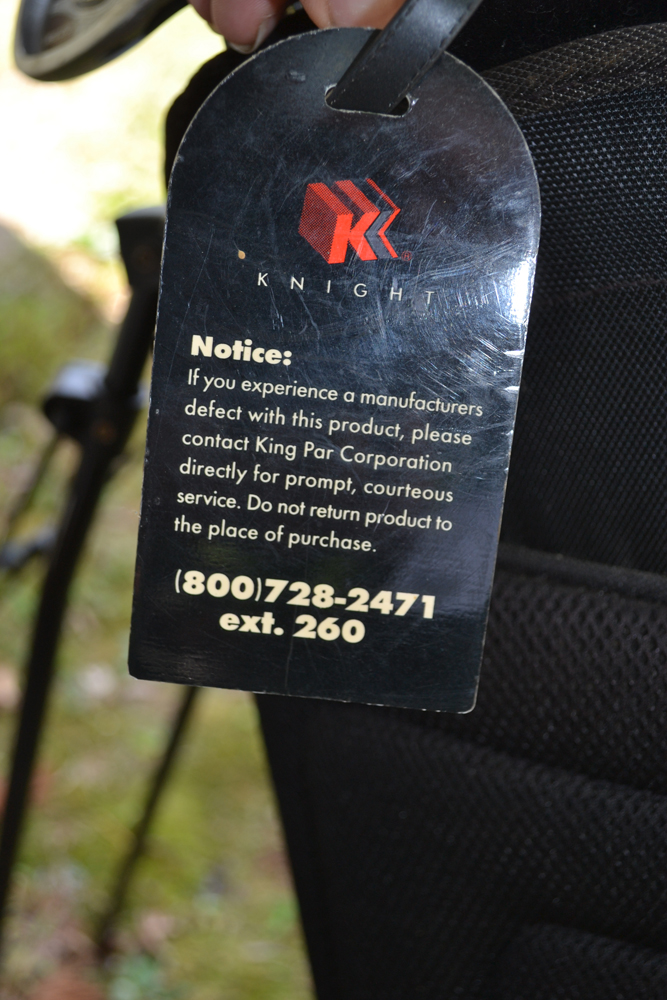 K
KNIGHT
Notice:
If you experience a manufacturers
defect with this product, please
contact King Par Corporation
directly for prompt, courteous
service. Do not return product to
the place of purchase.
(800)728-2471
ext. 260